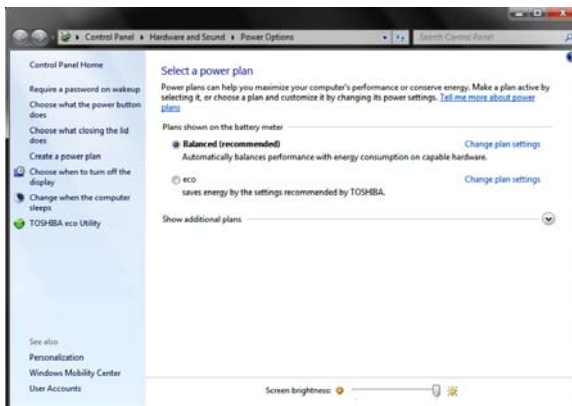 Control Panel ▸ Hardware and Sound ▸ Power Options
Search Control Panel
Control Panel Home
Require a password on wakeup
Choose what the power button
does
Choose what closing the lid
does
Create a power plan
Choose when to turn off the
display
Change when the computer
sleeps
TOSHIBA eco Utility
See also
Personalization
Windows Mobility Center
User Accounts
Select a power plan
Power plans can help you maximize your computer's performance or conserve energy. Make a plan active by
selecting it, or choose a plan and customize it by changing its power settings. Tell me more about power
plans
Plans shown on the battery meter
Balanced (recommended) Change plan settings
Automatically balances performance with energy consumption on capable hardware.
eco Change plan settings
saves energy by the settings recommended by TOSHIBA.
Show additional plans
Screen brightness: